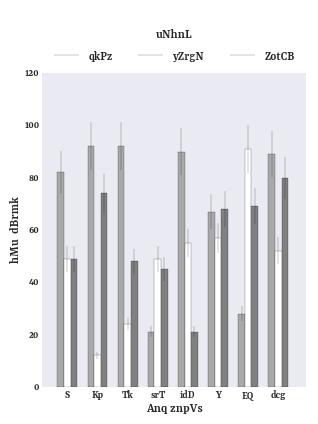 uNhnL
qkPz yZrgN ZotCB
120
100
80
60
40
20
0
hMu dBrmk
S Kp Tk srT idD Y EQ dcg
Anq znpVs